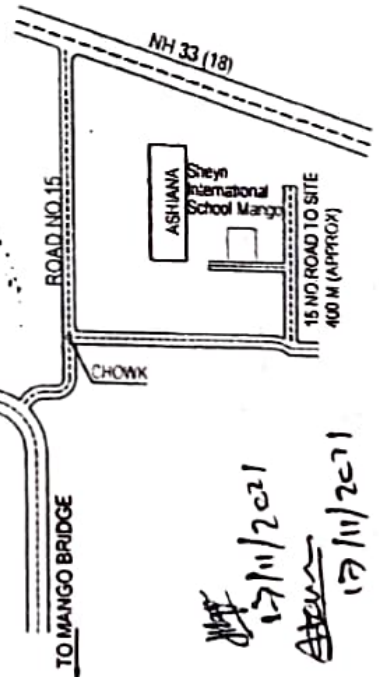 NH 33 (18)
ROAD NO.15
ASHIANA
Sheyn
International
School Mango
15 NO.ROAD TO SITE
400 M (APPROX)
CHOWK
TO MANGO BRIDGE
17/11/2021
17/11/2021